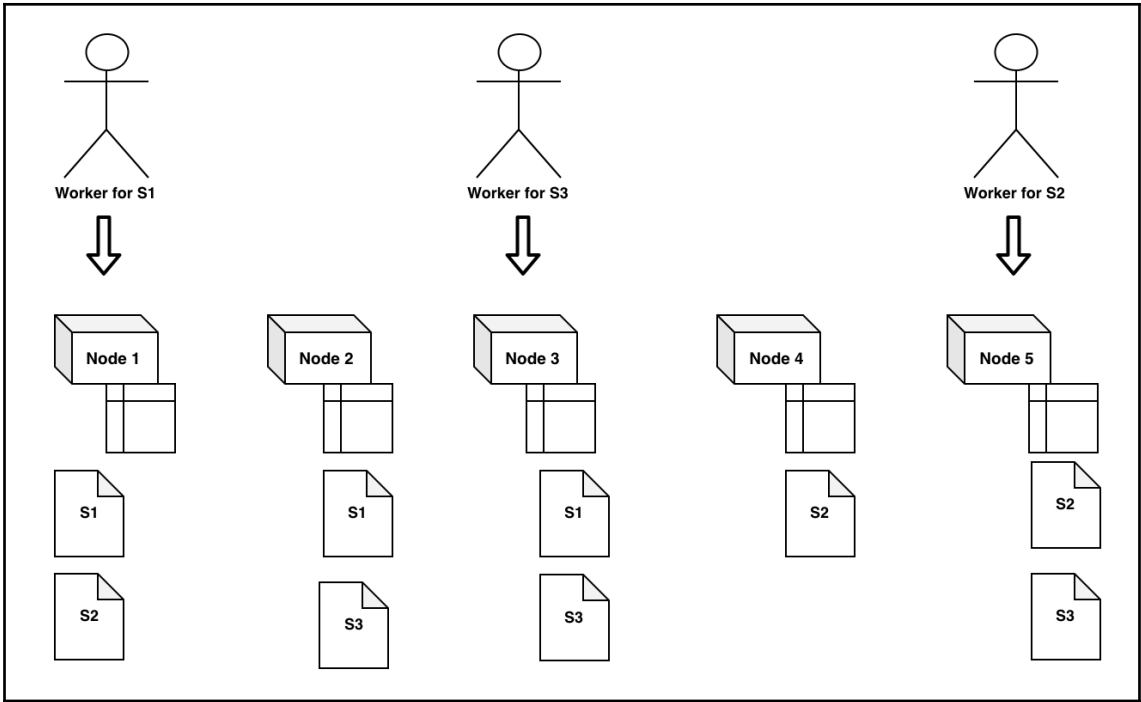 Worker for S1
Worker for S3
Worker for S2
Node 1
Node 2
Node 3
Node 4
Node 5
S1
S1
S1
S2
S2
S2
S3
S3
S3